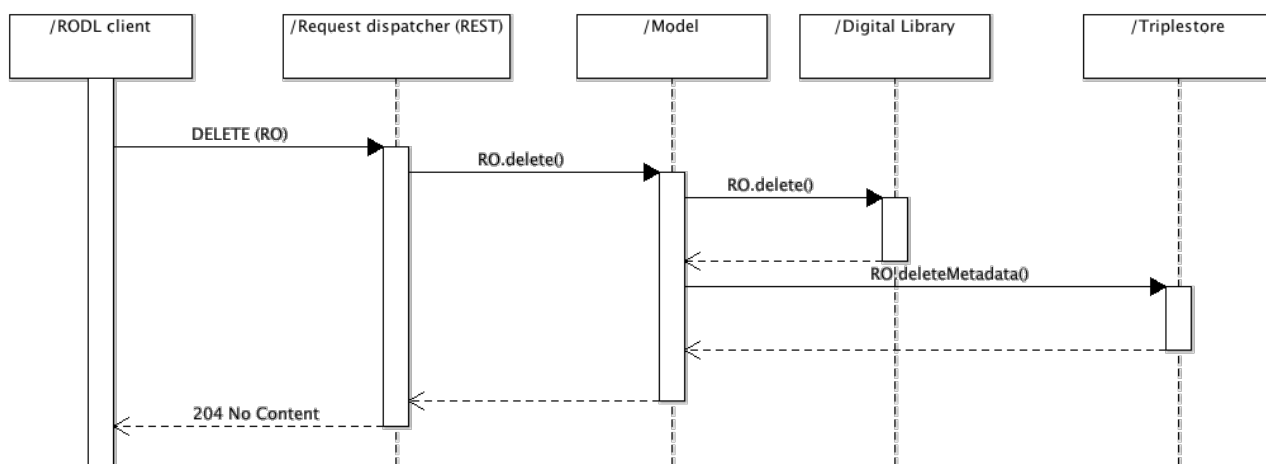 /RODL client
/Request dispatcher (REST)
/Model
/Digital Library
/Triplestore
DELETE (RO)
RO.delete()
RO.delete()
RO.deleteMetadata()
204 No Content